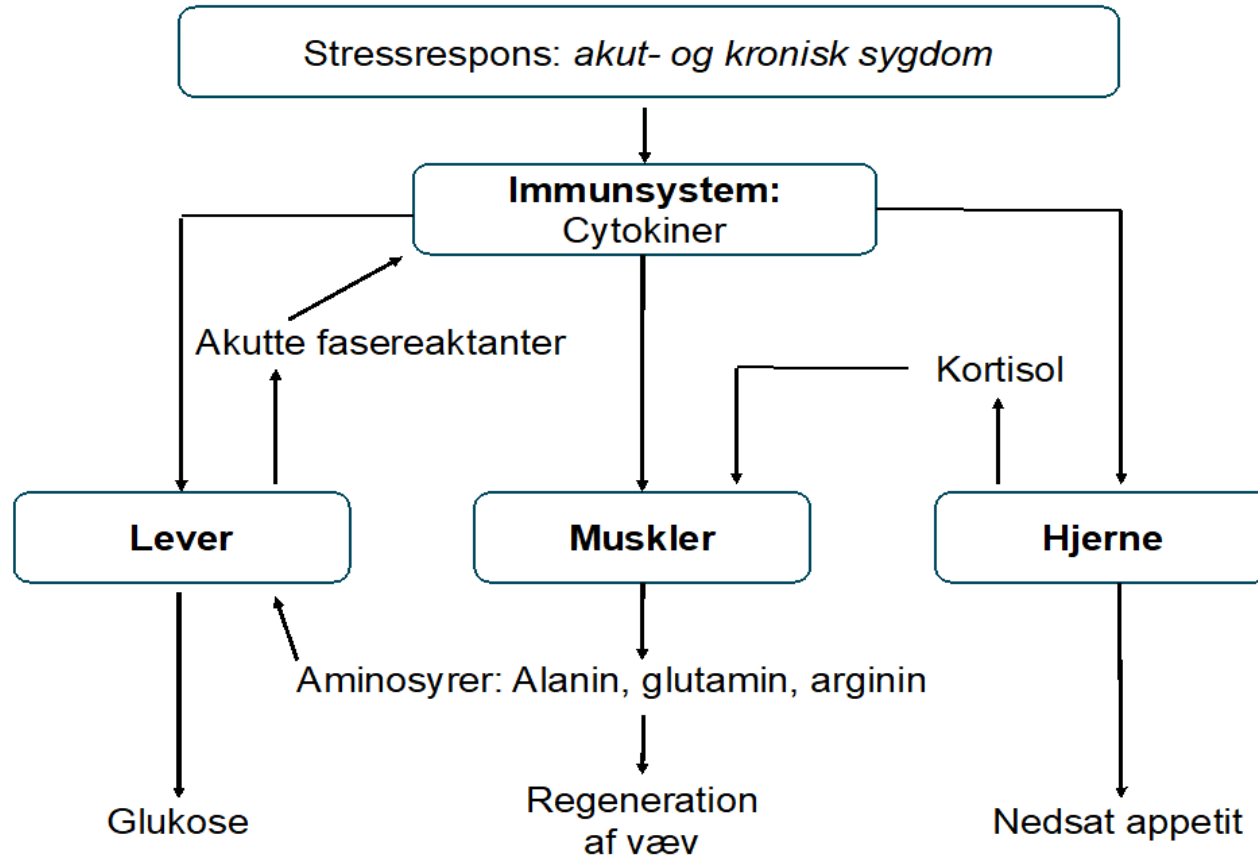 Stressrespons: akut- og kronisk sygdom
Immunsystem:
Cytokiner
Akutte fasereaktanter
Kortisol
Lever
Muskler
Hjerne
Aminosyrer: Alanin, glutamin, arginin
Glukose
Regeneration
af væv
Nedsat appetit